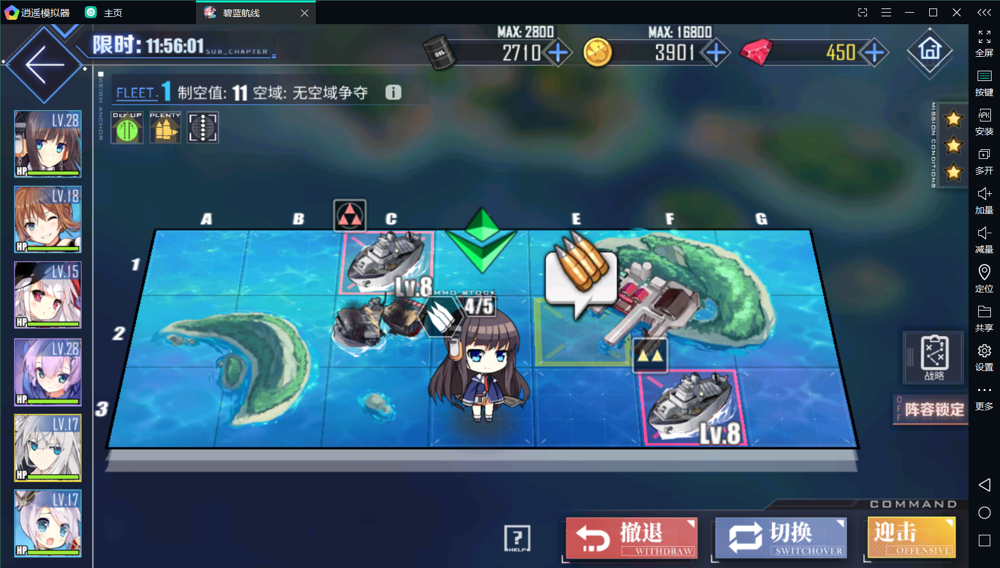 逍遥模拟器
主页
碧蓝航线
限时: 11:56:01
SUB_CHAPTER
MAX: 2800
2710
OIL
MAX: 16800
3901
450
WEIGH ANCHOR
FLEET. 1 制空值: 11 空域: 无空域争夺
DEF UP
PLENTY
LV.28
HP
LV.18
HP
LV.15
HP
LV.28
HP
LV.17
HP
LV.17
HP
MISSION CONDITIONS
A B C E F G
1
2
3
Lv.8
AMMO STOCK
4/5
Lv.8
战略
OFF
阵容锁定
COMMAND
HELP
撤退
WITHDRAW
切换
SWITCHOVER
迎击
OFFENSIVE
全屏
按键
APK
安装
多开
加量
减量
定位
共享
设置
更多